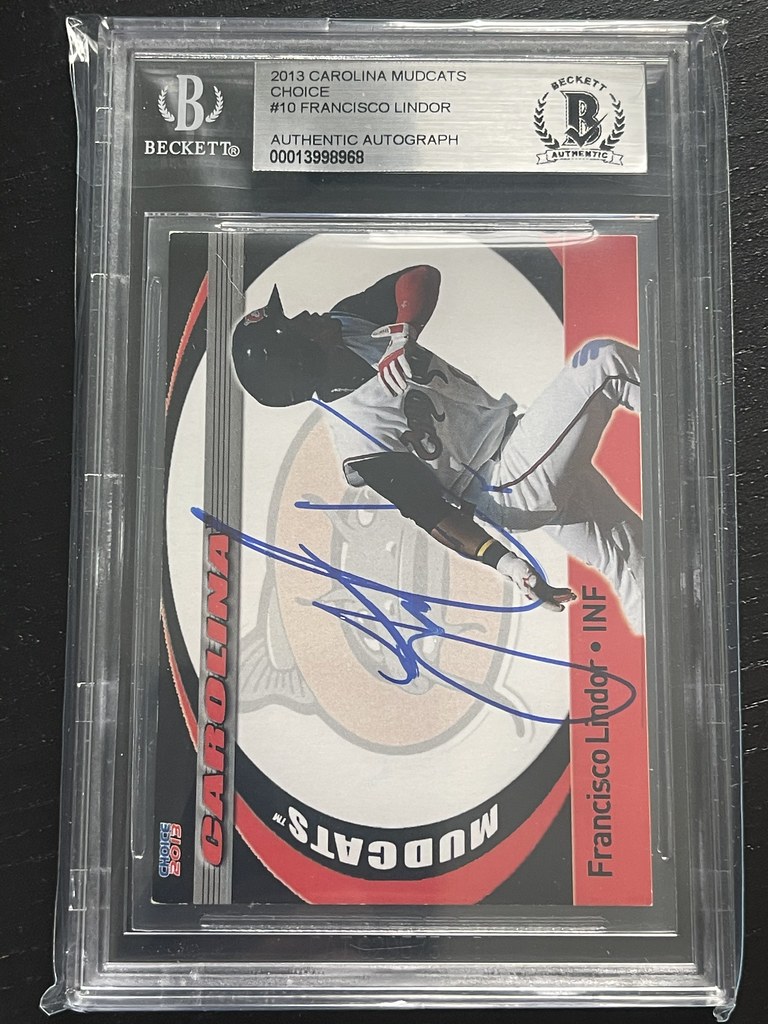 B
BECKETT®
2013 CAROLINA MUDCATS
CHOICE
#10 FRANCISCO LINDOR
AUTHENTIC AUTOGRAPH
00013998968
BECKETT
B
AUTHENTIC
CHOICE
2013
CAROLINA
MUDCATS™
Francisco Lindor • INF